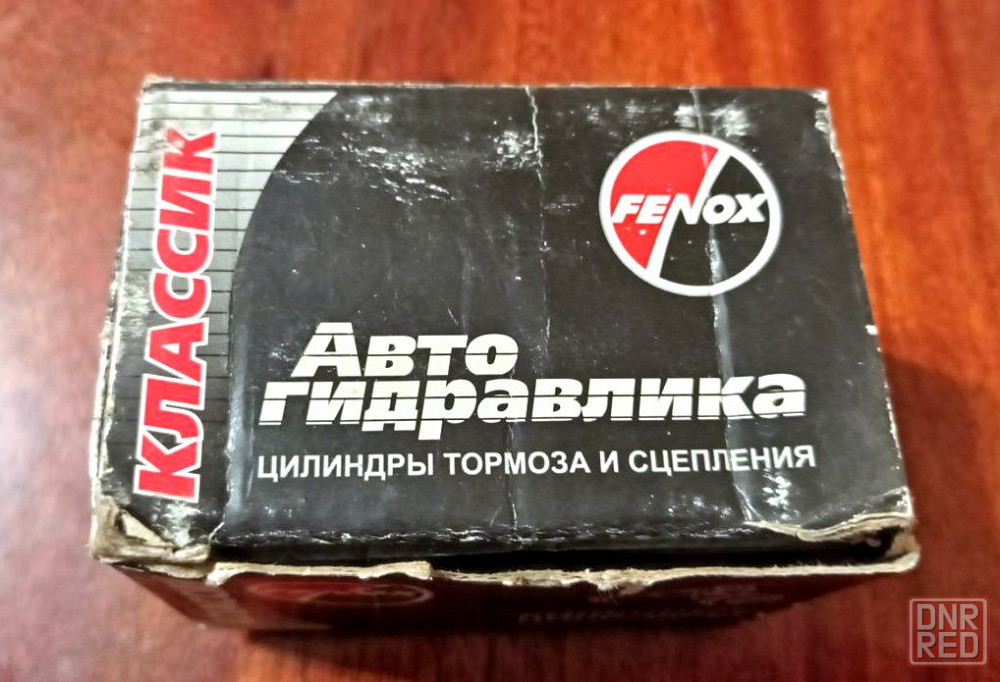 КЛАССИК
FENOX
Авто
гидравлика
ЦИЛИНДРЫ ТОРМОЗА И СЦЕПЛЕНИЯ
DNR
RED